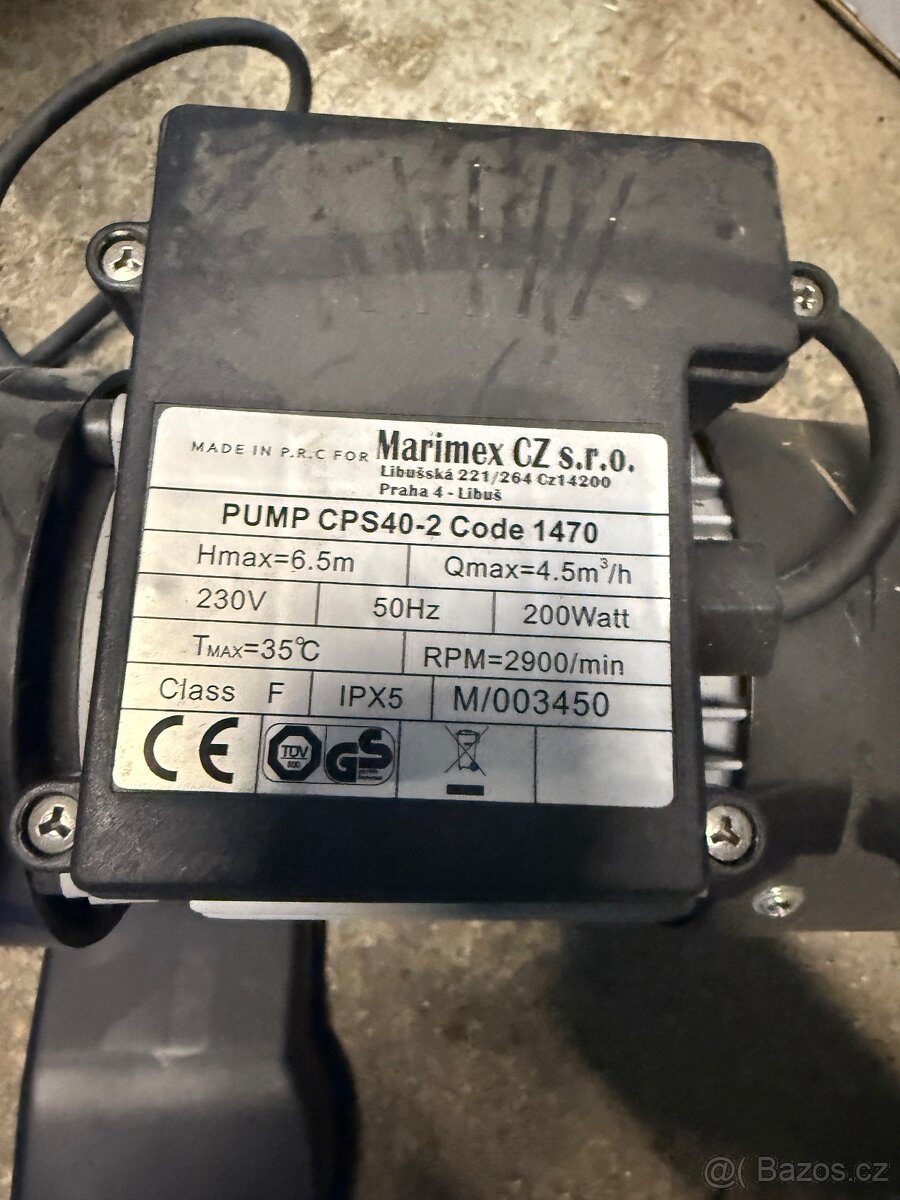 MADE IN P.R.C FOR Marimex CZ s.r.o.
Libušská 221/264 Cz14200
Praha 4 - Libuš
PUMP CPS40-2 Code 1470
Hmax=6.5m Qmax=4.5m³/h
230V 50Hz 200Watt
TMAX=35℃ RPM=2900/min
Class F IPX5 M/003450
CE TÜV GS
@( Bazos.cz